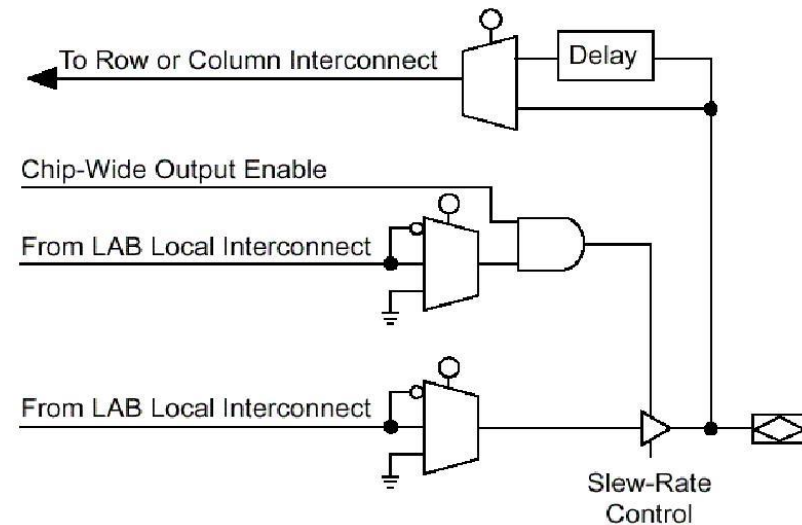 To Row or Column Interconnect
Delay
Chip-Wide Output Enable
From LAB Local Interconnect
From LAB Local Interconnect
Slew-Rate
Control